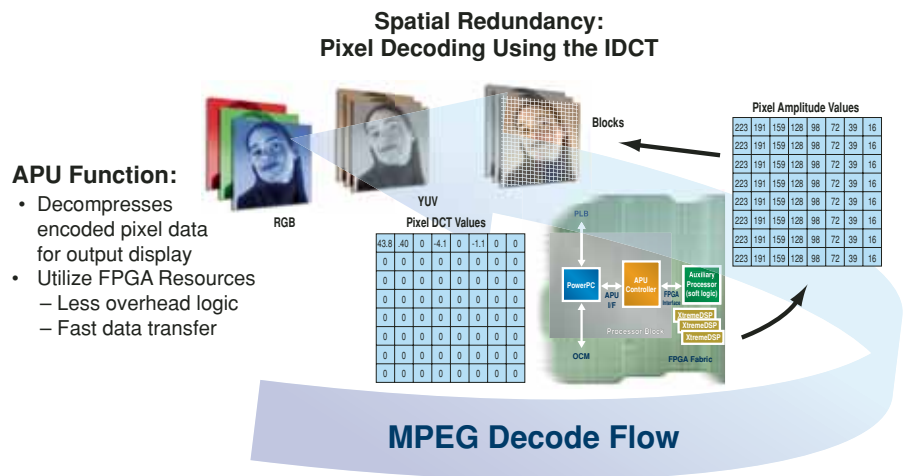 Spatial Redundancy:
Pixel Decoding Using the IDCT
APU Function:
• Decompresses
encoded pixel data
for output display
• Utilize FPGA Resources
– Less overhead logic
– Fast data transfer
RGB
YUV
Blocks
Pixel DCT Values
43.8 .40 0 -4.1 0 -1.1 0 0
0 0 0 0 0 0 0 0
0 0 0 0 0 0 0 0
0 0 0 0 0 0 0 0
0 0 0 0 0 0 0 0
0 0 0 0 0 0 0 0
0 0 0 0 0 0 0 0
0 0 0 0 0 0 0 0
PLB
PowerPC
APU
I/F
APU
Controller
FPGA
Interface
Auxiliary
Processor
(soft logic)
XtremeDSP
XtremeDSP
XtremeDSP
Processor Block
OCM
FPGA Fabric
Pixel Amplitude Values
223 191 159 128 98 72 39 16
223 191 159 128 98 72 39 16
223 191 159 128 98 72 39 16
223 191 159 128 98 72 39 16
223 191 159 128 98 72 39 16
223 191 159 128 98 72 39 16
223 191 159 128 98 72 39 16
223 191 159 128 98 72 39 16
MPEG Decode Flow